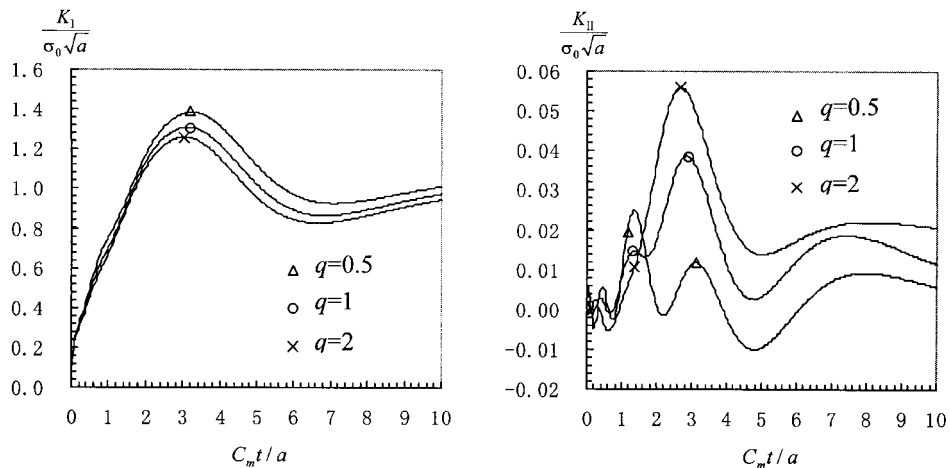 K_I
σ₀√a
1.6
1.4
1.2
1.0
0.8
0.6
0.4
0.2
0.0
q=0.5
q=1
q=2
0 1 2 3 4 5 6 7 8 9 10
C_m t/a
K_II
σ₀√a
0.06
0.05
0.04
0.03
0.02
0.01
0.00
-0.01
-0.02
q=0.5
q=1
q=2
0 1 2 3 4 5 6 7 8 9 10
C_m t/a